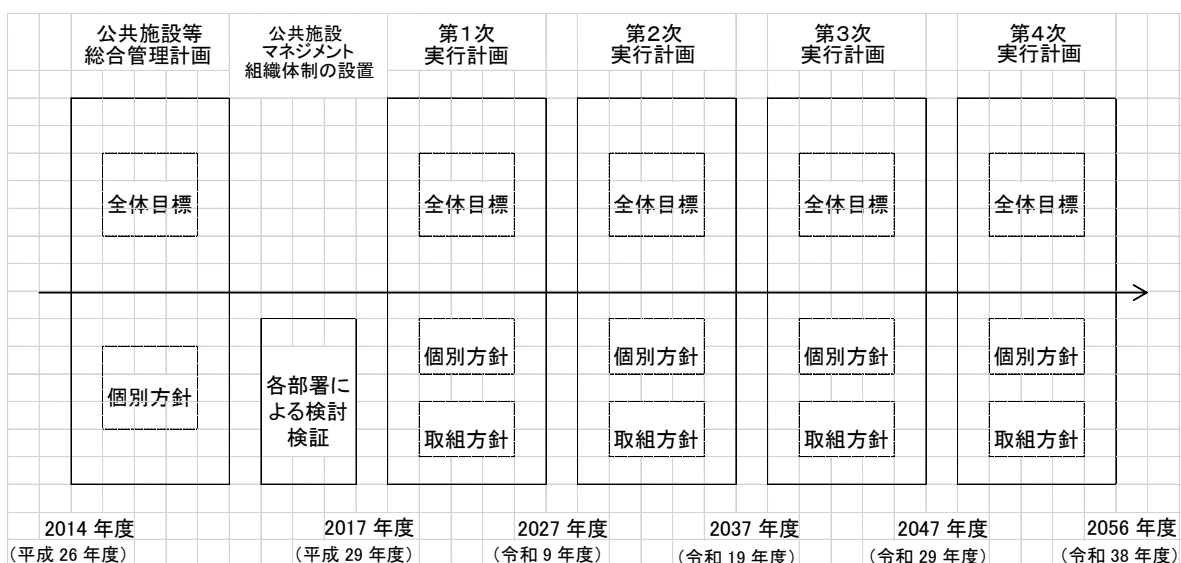 公共施設等
総合管理計画
公共施設
マネジメント
組織体制の設置
第1次
実行計画
第2次
実行計画
第3次
実行計画
第4次
実行計画
全体目標
全体目標
全体目標
全体目標
全体目標
個別方針
各部署に
よる検討
検証
個別方針
取組方針
個別方針
取組方針
個別方針
取組方針
個別方針
取組方針
2014 年度
(平成 26 年度)
2017 年度
(平成 29 年度)
2027 年度
(令和 9 年度)
2037 年度
(令和 19 年度)
2047 年度
(令和 29 年度)
2056 年度
(令和 38 年度)